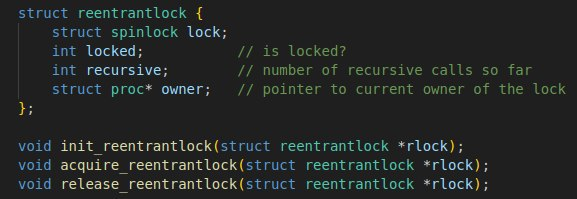 struct reentrantlock {
    struct spinlock lock;
    int locked;           // is locked?
    int recursive;        // number of recursive calls so far
    struct proc* owner;   // pointer to current owner of the lock
};

void init_reentrantlock(struct reentrantlock *rlock);
void acquire_reentrantlock(struct reentrantlock *rlock);
void release_reentrantlock(struct reentrantlock *rlock);